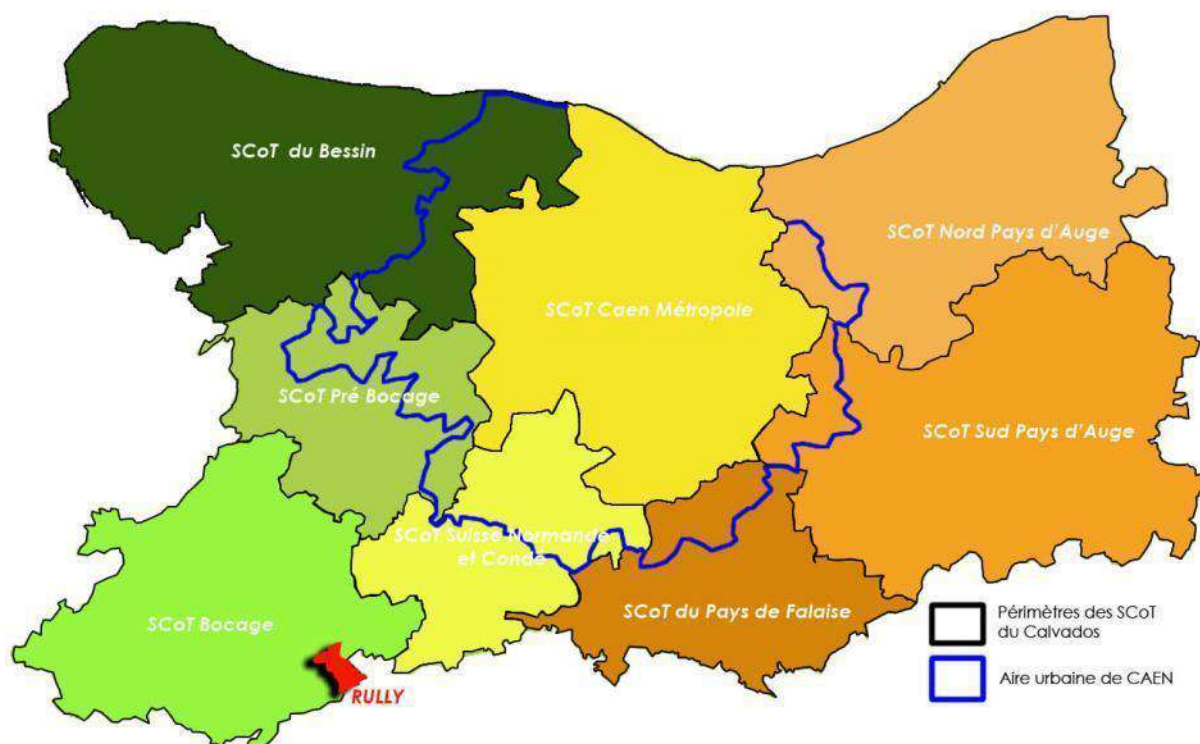 SCoT du Bessin
SCoT Nord Pays d'Auge
SCoT Caen Métropole
SCoT Pré Bocage
SCoT Sud Pays d'Auge
SCoT Suisse Normande
et Condé
SCoT du Pays de Falaise
SCoT Bocage
RULLY
Périmètres des SCoT
du Calvados
Aire urbaine de CAEN